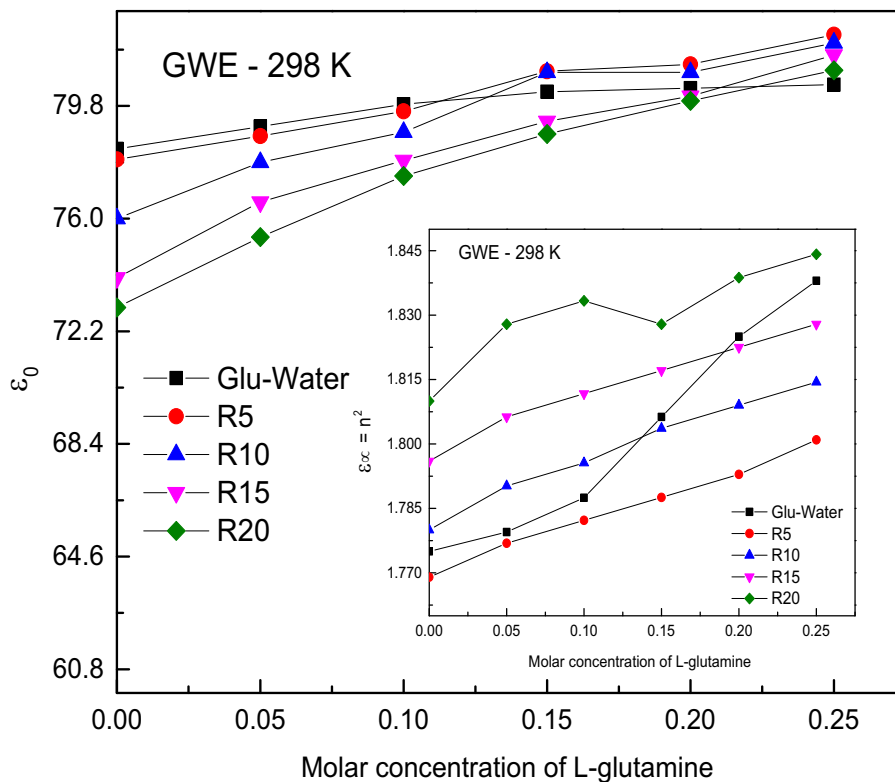 GWE - 298 K
79.8
76.0
72.2
68.4
64.6
60.8
ε0
Glu-Water
R5
R10
R15
R20
0.00
0.05
0.10
0.15
0.20
0.25
Molar concentration of L-glutamine
GWE - 298 K
1.845
1.830
1.815
1.800
1.785
1.770
ε∝ = n²
Glu-Water
R5
R10
R15
R20
0.00
0.05
0.10
0.15
0.20
0.25
Molar concentration of L-glutamine